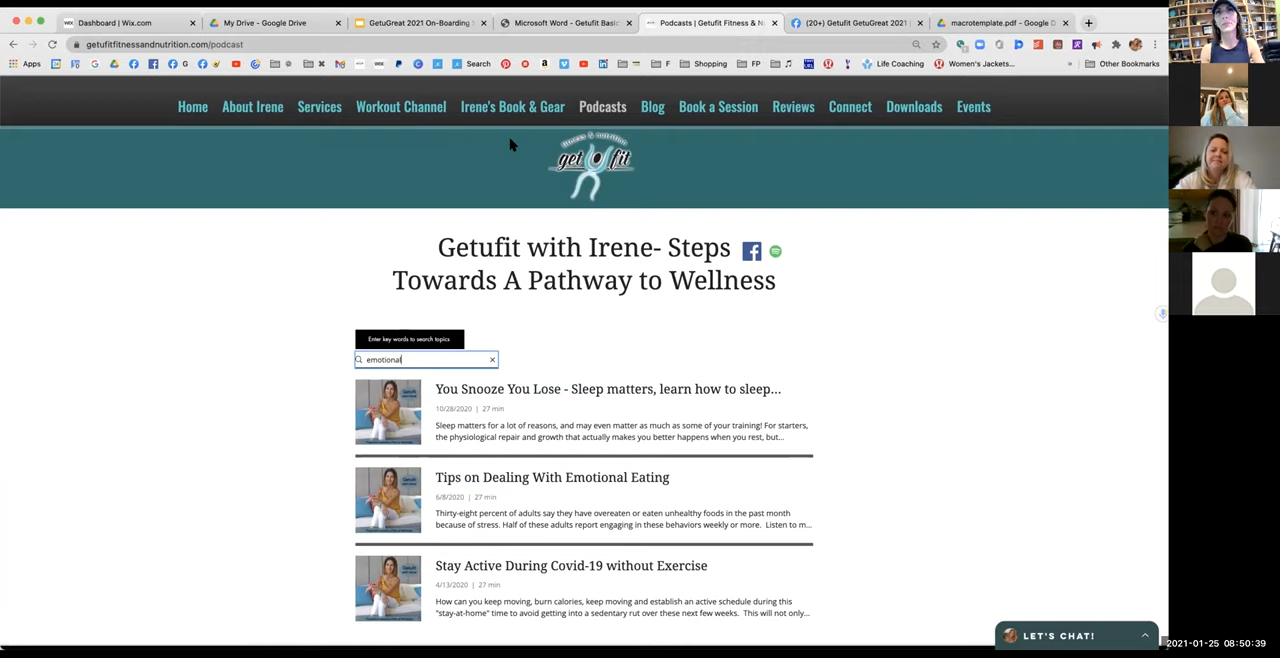 Dashboard | Wix.com
My Drive - Google Drive
GetuGreat 2021 On-Boarding
Microsoft Word - Getufit Basic
Podcasts | Getufit Fitness & N
(20+) Getufit GetuGreat 2021
macrotemplate.pdf - Google D
getufitfitnessandnutrition.com/podcast
Apps
G
Search
F
Shopping
FP
Life Coaching
Women's Jackets...
Other Bookmarks
Home
About Irene
Services
Workout Channel
Irene's Book & Gear
Podcasts
Blog
Book a Session
Reviews
Connect
Downloads
Events
fitness & nutrition
get u fit
Getufit with Irene- Steps
Towards A Pathway to Wellness
Enter key words to search topics
emotional
You Snooze You Lose - Sleep matters, learn how to sleep...
10/28/2020 | 27 min
Sleep matters for a lot of reasons, and may even matter as much as some of your training! For starters,
the physiological repair and growth that actually makes you better happens when you rest, but...
Tips on Dealing With Emotional Eating
6/8/2020 | 27 min
Thirty-eight percent of adults say they have overeaten or eaten unhealthy foods in the past month
because of stress. Half of these adults report engaging in these behaviors weekly or more. Listen to m...
Stay Active During Covid-19 without Exercise
4/13/2020 | 27 min
How can you keep moving, burn calories, keep moving and establish an active schedule during this
"stay-at-home" time to avoid getting into a sedentary rut over these next few weeks. This will not only...
LET'S CHAT!
2021-01-25 08:50:39